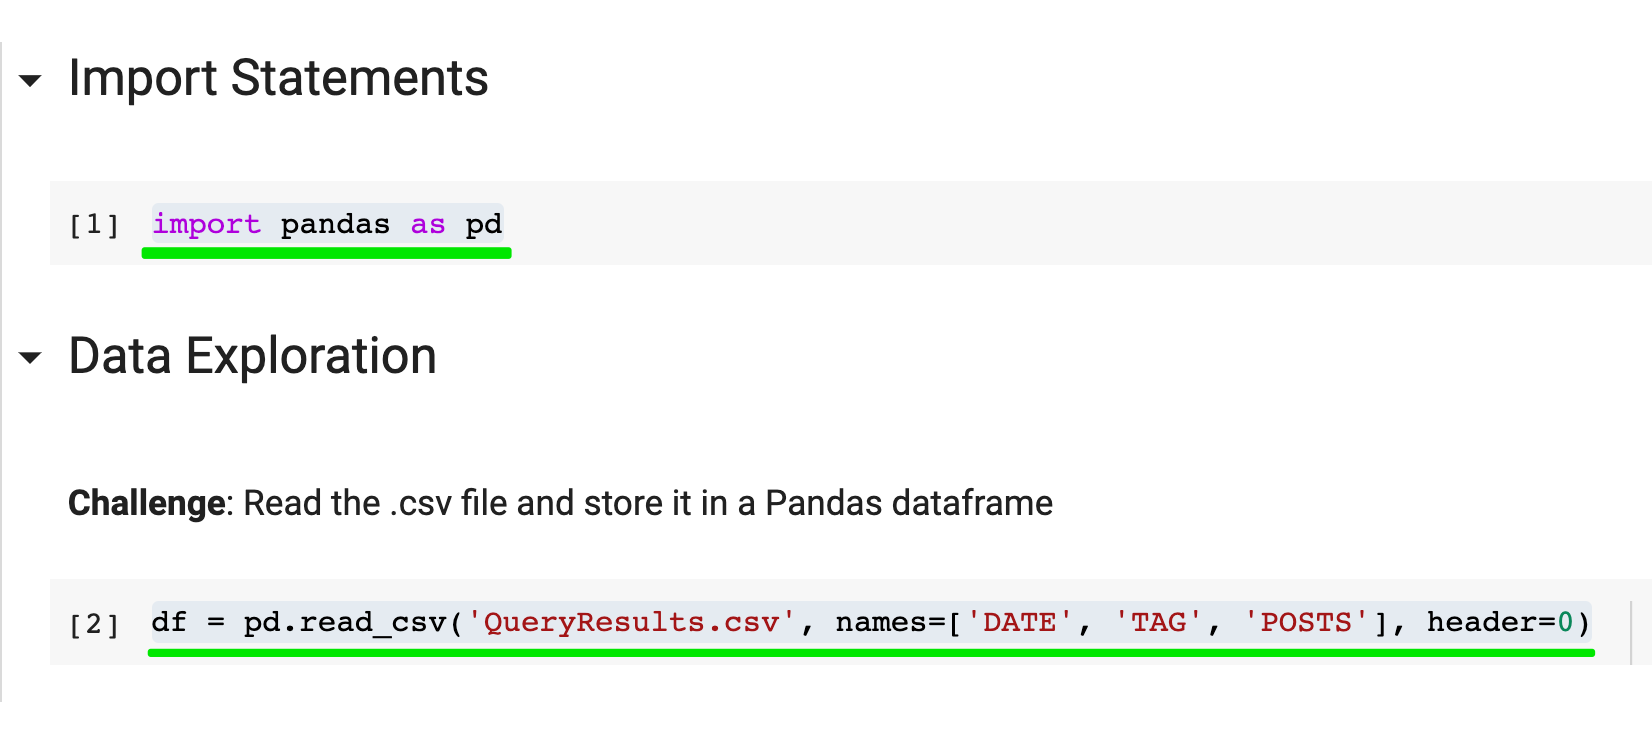 Import Statements
[1] import pandas as pd
Data Exploration
Challenge: Read the .csv file and store it in a Pandas dataframe
[2] df = pd.read_csv('QueryResults.csv', names=['DATE', 'TAG', 'POSTS'], header=0)